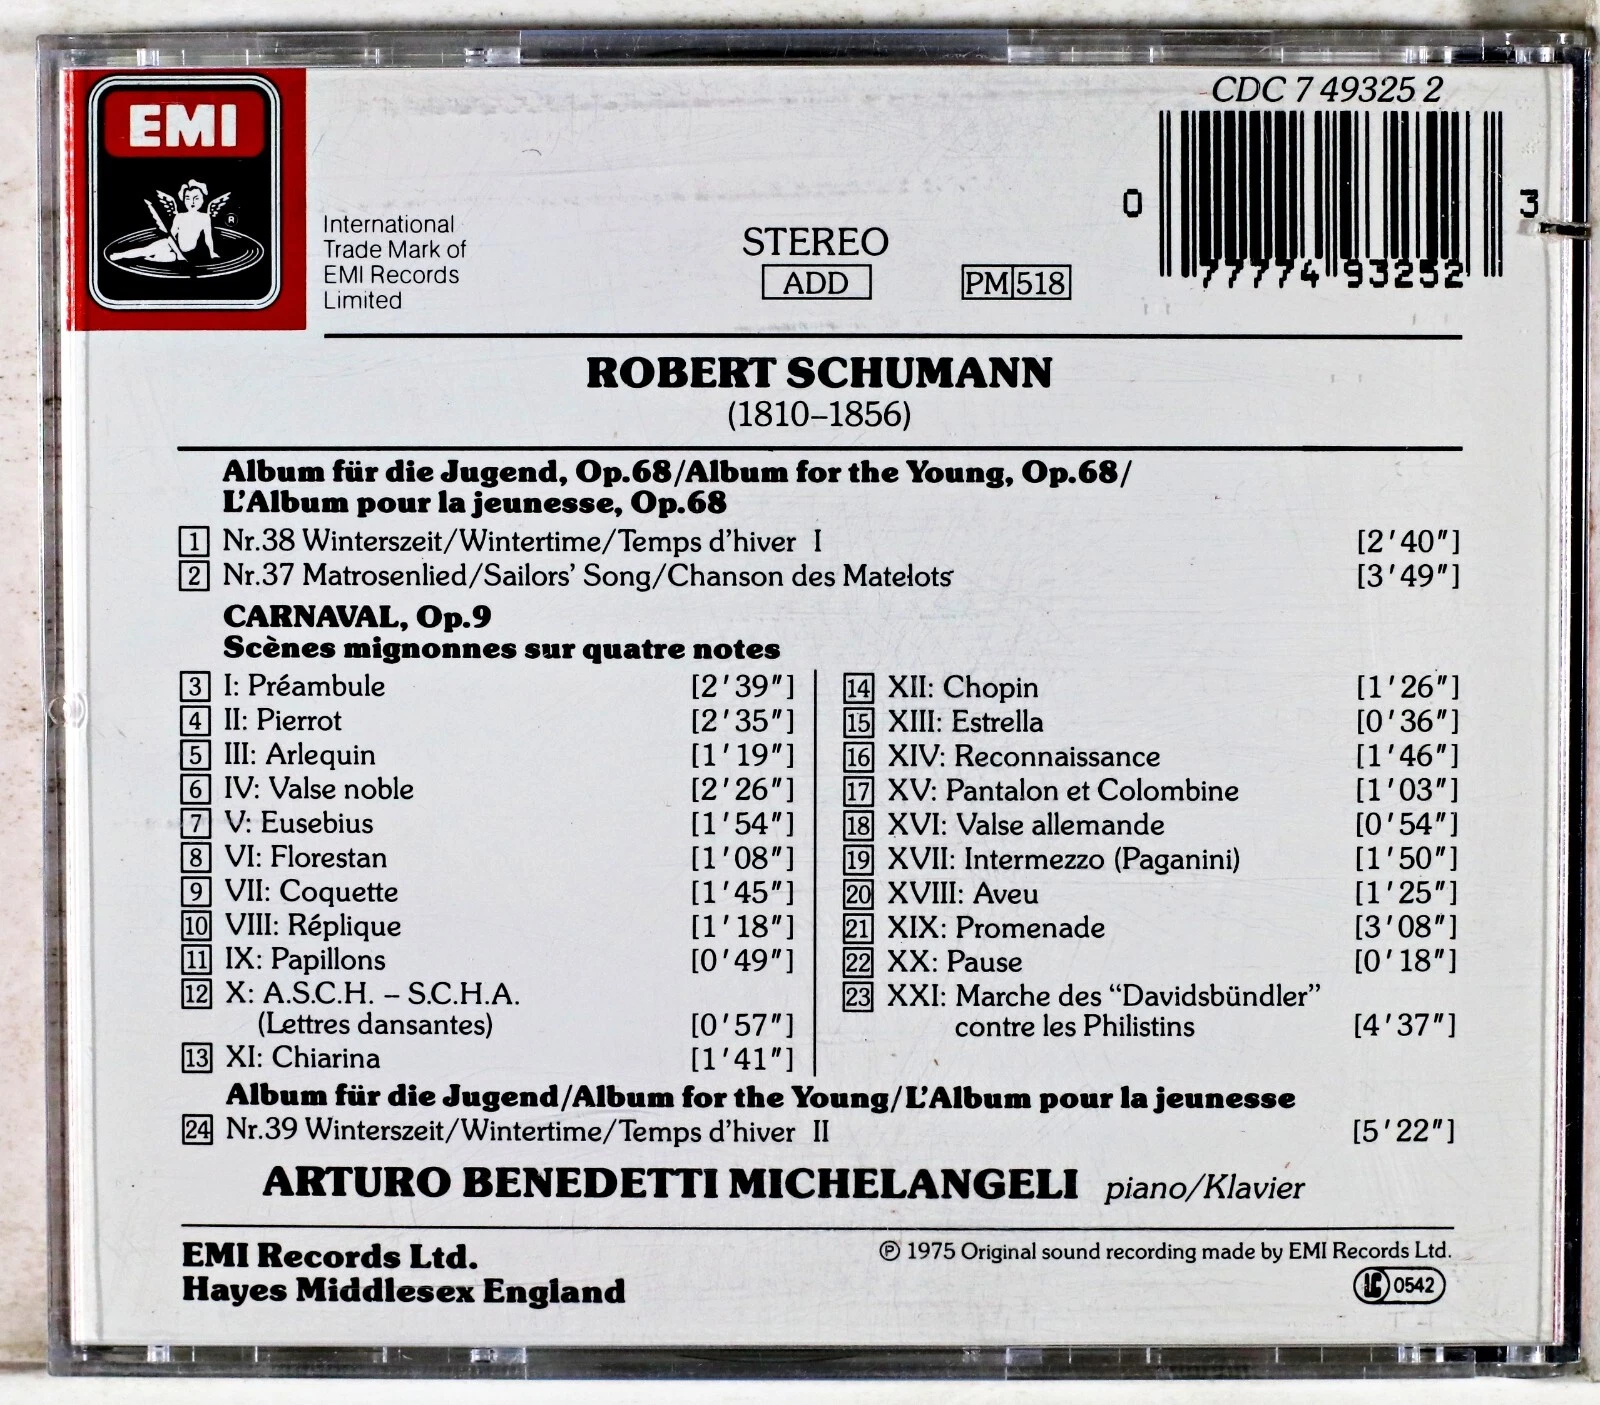 EMI
®
International
Trade Mark of
EMI Records
Limited
STEREO
ADD
PM 518
CDC 7 49325 2
0 77774 93252 3
ROBERT SCHUMANN
(1810–1856)
Album für die Jugend, Op.68/Album for the Young, Op.68/
L'Album pour la jeunesse, Op.68
1 Nr.38 Winterszeit/Wintertime/Temps d'hiver I [2'40"]
2 Nr.37 Matrosenlied/Sailors' Song/Chanson des Matelots [3'49"]
CARNAVAL, Op.9
Scènes mignonnes sur quatre notes
3 I: Préambule [2'39"]
4 II: Pierrot [2'35"]
5 III: Arlequin [1'19"]
6 IV: Valse noble [2'26"]
7 V: Eusebius [1'54"]
8 VI: Florestan [1'08"]
9 VII: Coquette [1'45"]
10 VIII: Réplique [1'18"]
11 IX: Papillons [0'49"]
12 X: A.S.C.H. – S.C.H.A.
(Lettres dansantes) [0'57"]
13 XI: Chiarina [1'41"]
14 XII: Chopin [1'26"]
15 XIII: Estrella [0'36"]
16 XIV: Reconnaissance [1'46"]
17 XV: Pantalon et Colombine [1'03"]
18 XVI: Valse allemande [0'54"]
19 XVII: Intermezzo (Paganini) [1'50"]
20 XVIII: Aveu [1'25"]
21 XIX: Promenade [3'08"]
22 XX: Pause [0'18"]
23 XXI: Marche des “Davidsbündler”
contre les Philistins [4'37"]
Album für die Jugend/Album for the Young/L'Album pour la jeunesse
24 Nr.39 Winterszeit/Wintertime/Temps d'hiver II [5'22"]
ARTURO BENEDETTI MICHELANGELI piano/Klavier
EMI Records Ltd.
Hayes Middlesex England
℗ 1975 Original sound recording made by EMI Records Ltd.
LC 0542